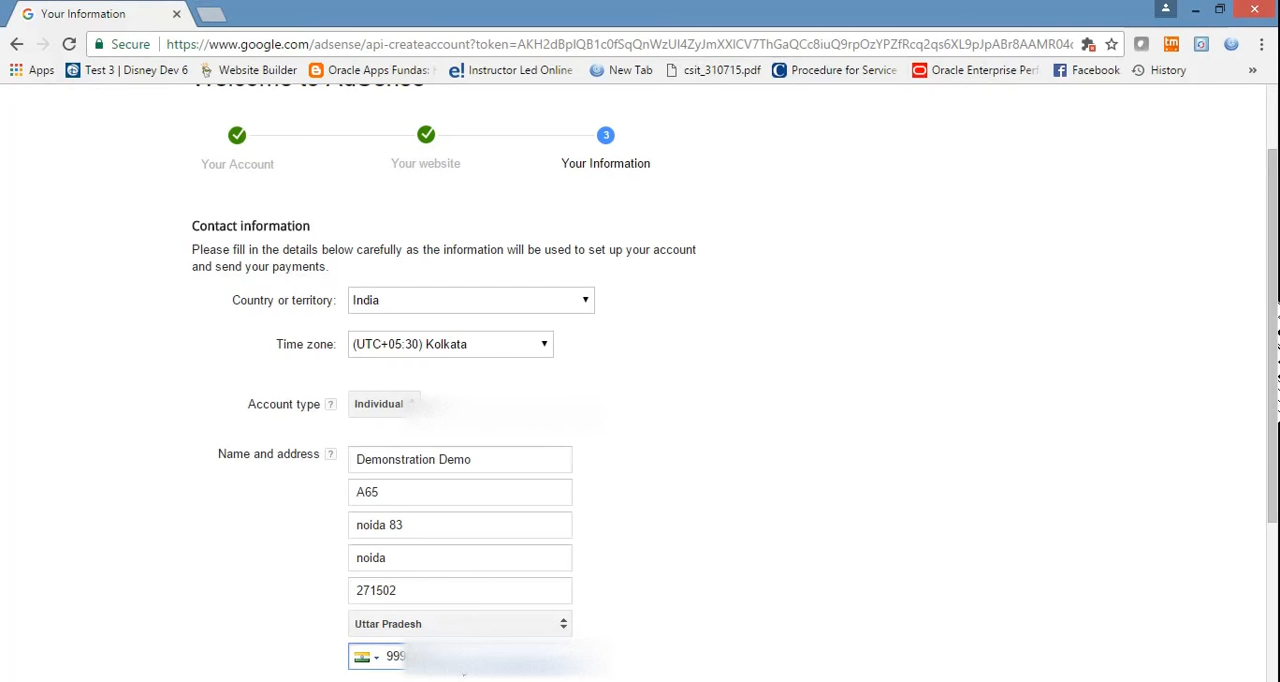 Your Information
Secure https://www.google.com/adsense/api-createaccount?token=
Apps Test 3 | Disney Dev 6 Website Builder Oracle Apps Fundas: Instructor Led Online New Tab csit_310715.pdf Procedure for Service Oracle Enterprise Perf Facebook History »
Welcome to AdSense
3
Your Account Your website Your Information
Contact information
Please fill in the details below carefully as the information will be used to set up your account
and send your payments.
Country or territory: India
Time zone: (UTC+05:30) Kolkata
Account type ? Individual
Name and address ? Demonstration Demo
A65
noida 83
noida
271502
Uttar Pradesh
999